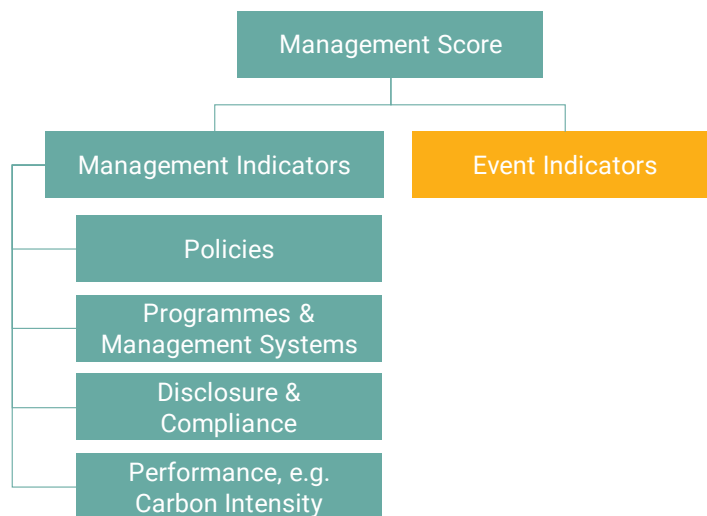 Management Score
Management Indicators
Event Indicators
Policies
Programmes &
Management Systems
Disclosure &
Compliance
Performance, e.g.
Carbon Intensity